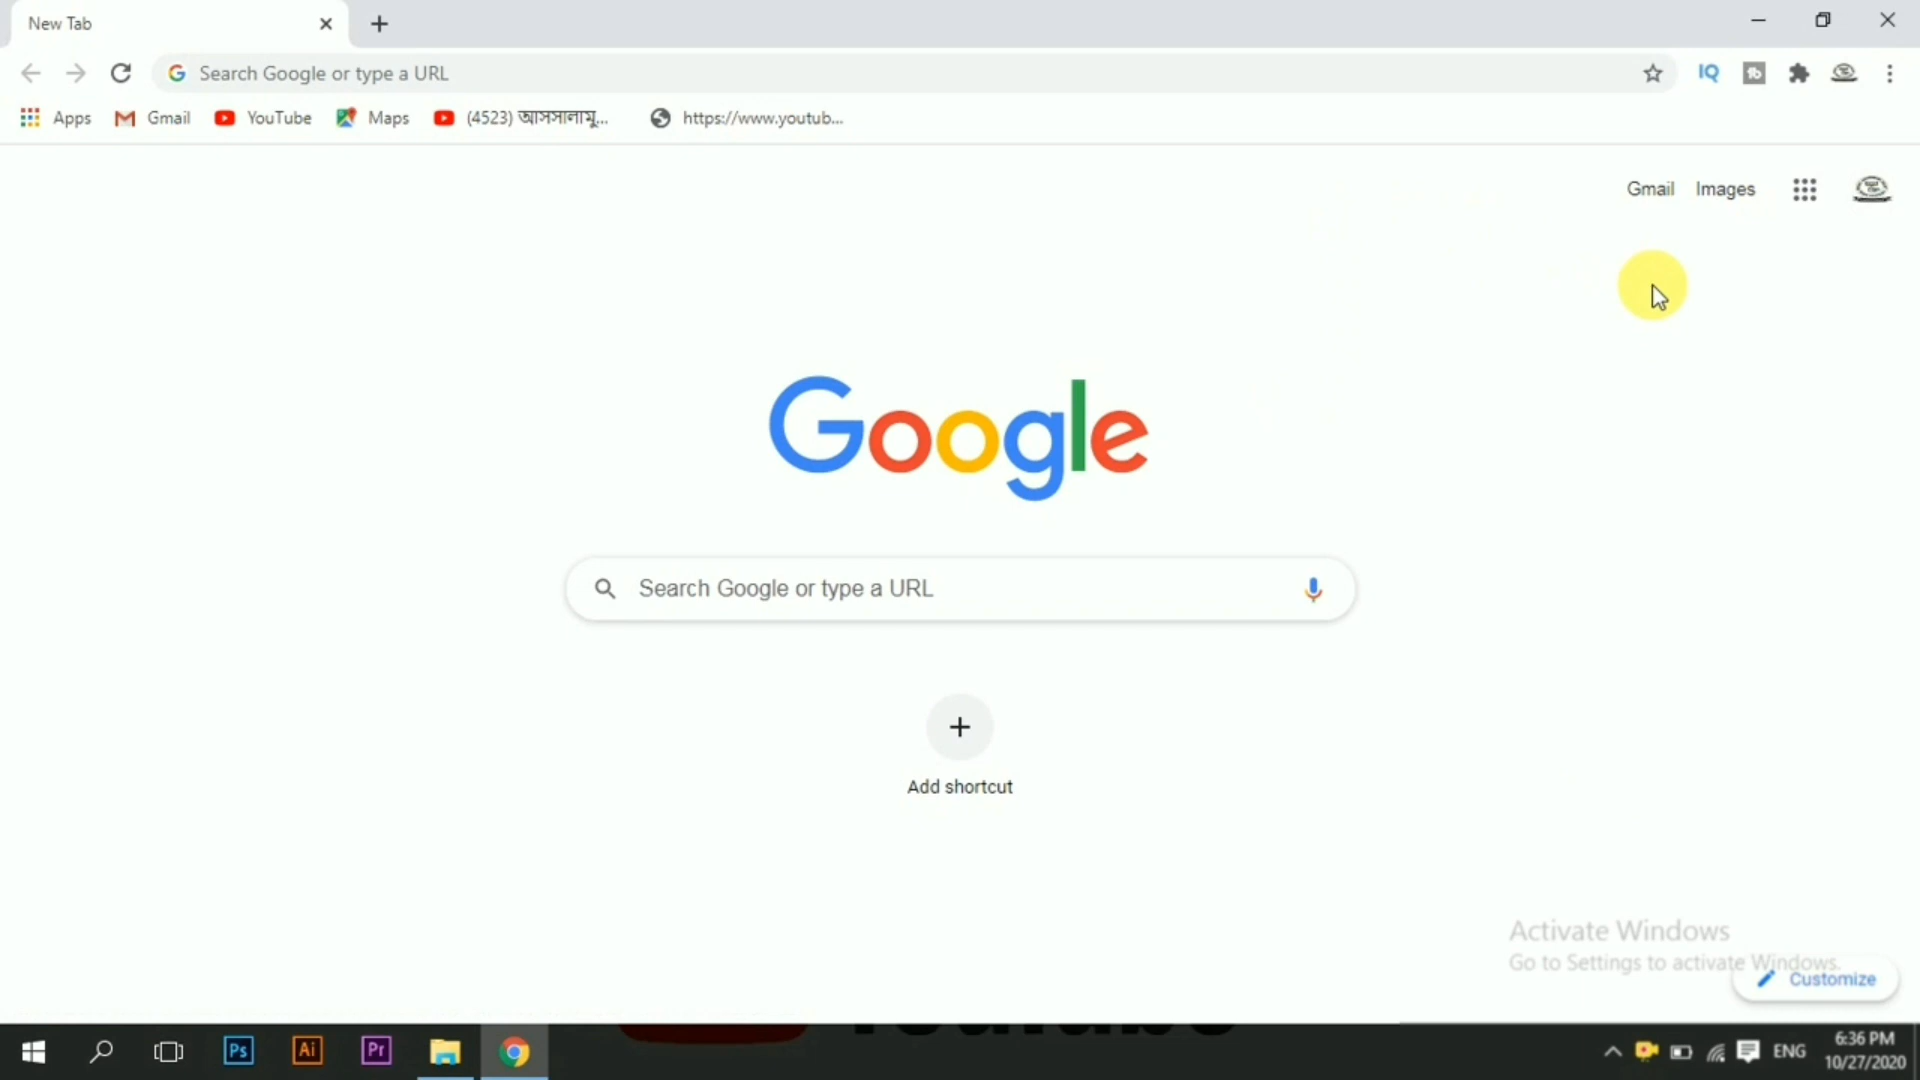 New Tab
Search Google or type a URL
IQ
tb
Apps
Gmail
YouTube
Maps
(4523) আসসালামু...
https://www.youtub...
Gmail
Images
Google
Search Google or type a URL
Add shortcut
Activate Windows
Go to Settings to activate Windows.
Customize
Ps
Ai
Pr
ENG
6:36 PM
10/27/2020